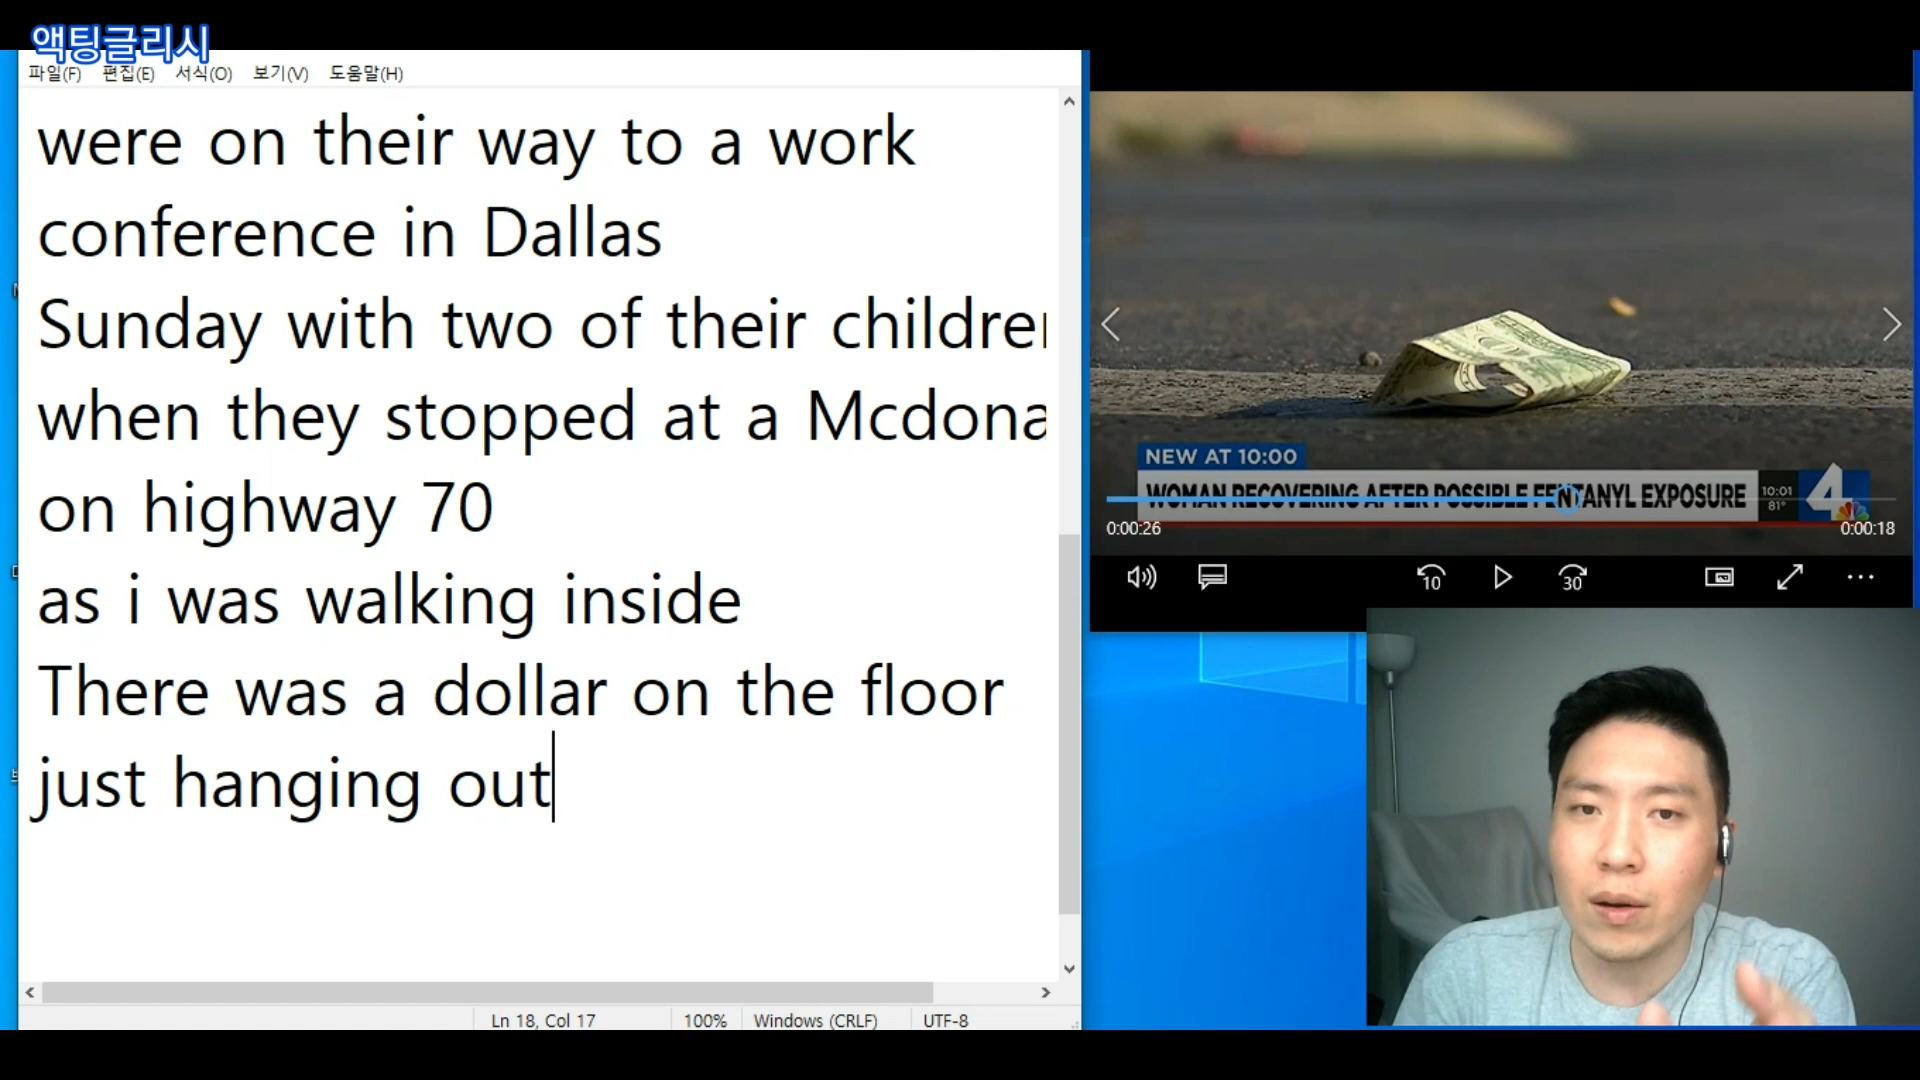 액팅글리시
파일(F) 편집(E) 서식(O) 보기(V) 도움말(H)
were on their way to a work
conference in Dallas
Sunday with two of their childre
when they stopped at a Mcdona
on highway 70
as i was walking inside
There was a dollar on the floor
just hanging out
Ln 18, Col 17 100% Windows (CRLF) UTF-8
NEW AT 10:00
WOMAN RECOVERING AFTER POSSIBLE FENTANYL EXPOSURE
10:01
81°
4
0:00:26 0:00:18
10 30